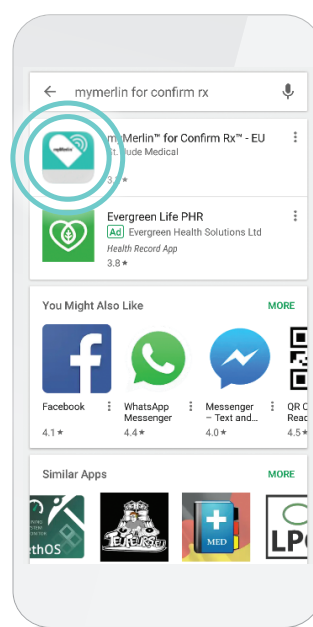 mymerlin for confirm rx
myMerlin™ for Confirm Rx™ - EU
St. Jude Medical
Evergreen Life PHR
Ad Evergreen Health Solutions Ltd
Health Record App
3.8★
You Might Also Like MORE
Facebook WhatsApp Messenger QR C
Messenger – Text and... Read
4.1★ 4.4★ 4.0★ 4.5★
Similar Apps MORE
ethOS MED LP